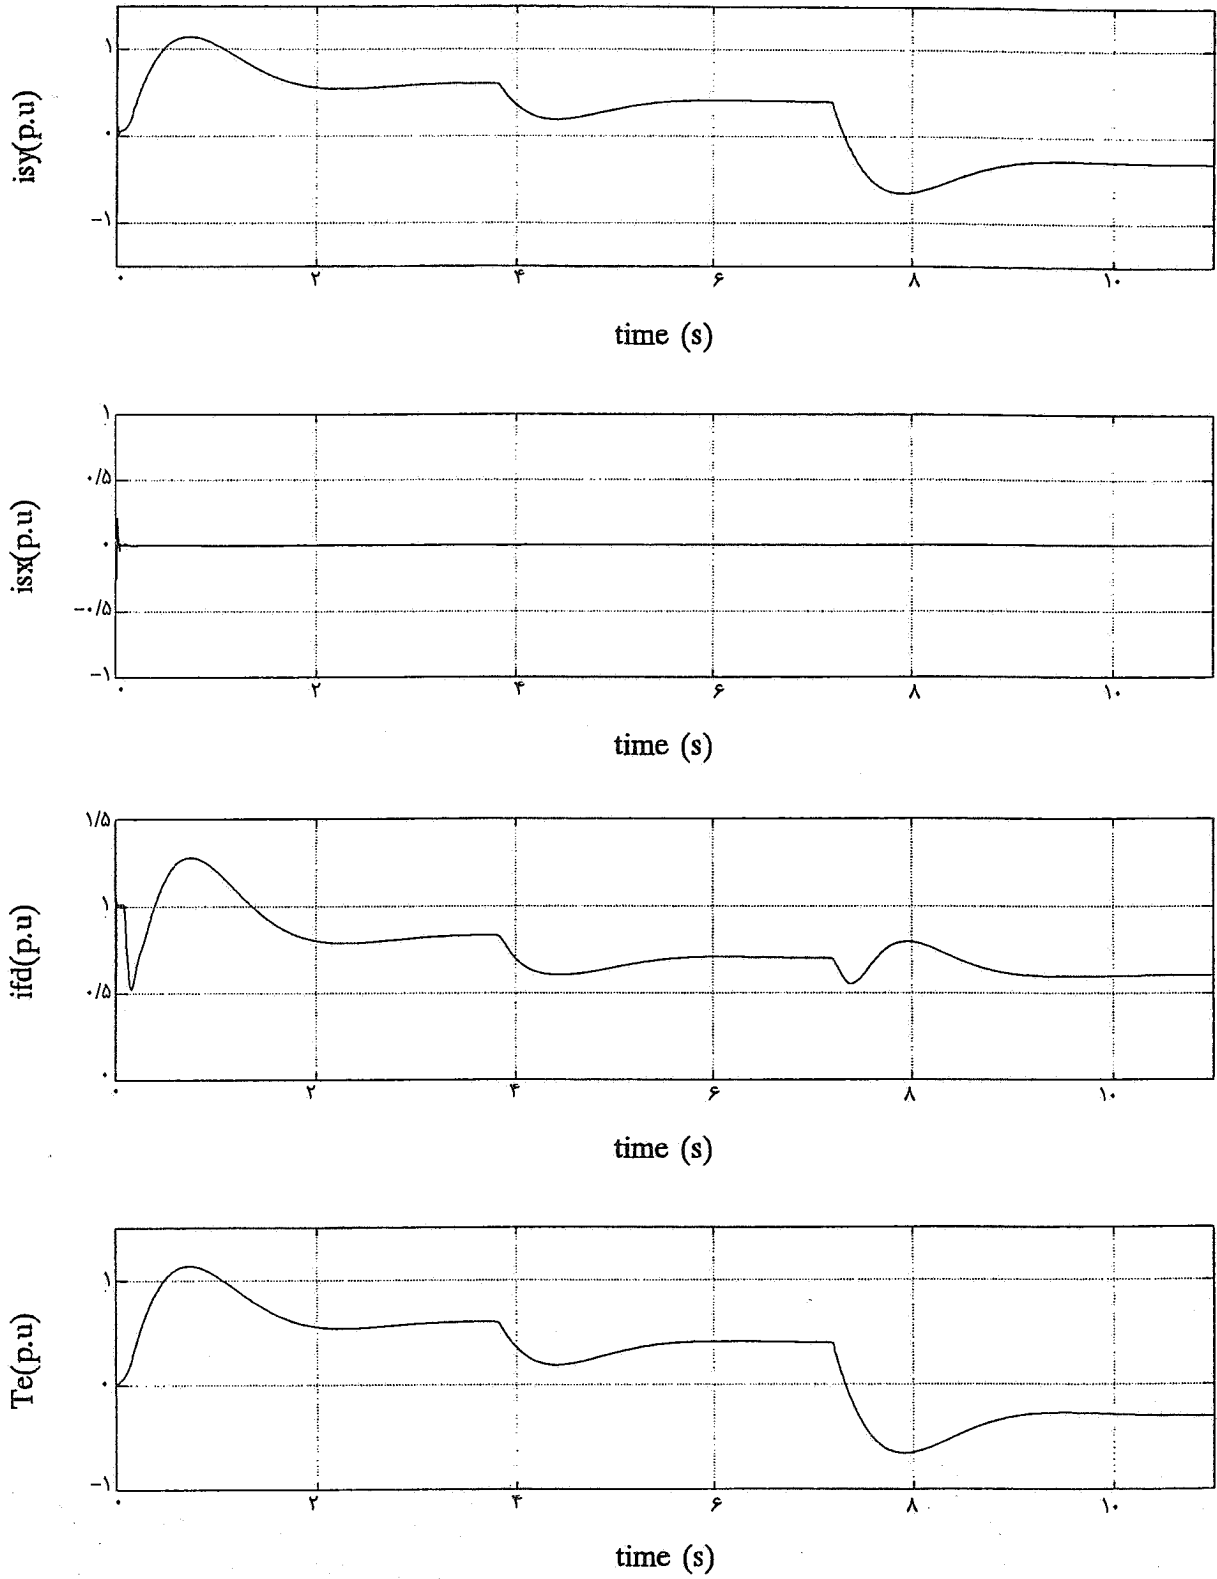 isy(p.u)
۱
۰
-۱
۰ ۲ ۴ ۶ ۸ ۱۰
time (s)
isx(p.u)
۱
۰/۵
۰
-۰/۵
-۱
۰ ۲ ۴ ۶ ۸ ۱۰
time (s)
ifd(p.u)
۱/۵
۱
۰/۵
۰
۰ ۲ ۴ ۶ ۸ ۱۰
time (s)
Te(p.u)
۱
۰
-۱
۰ ۲ ۴ ۶ ۸ ۱۰
time (s)